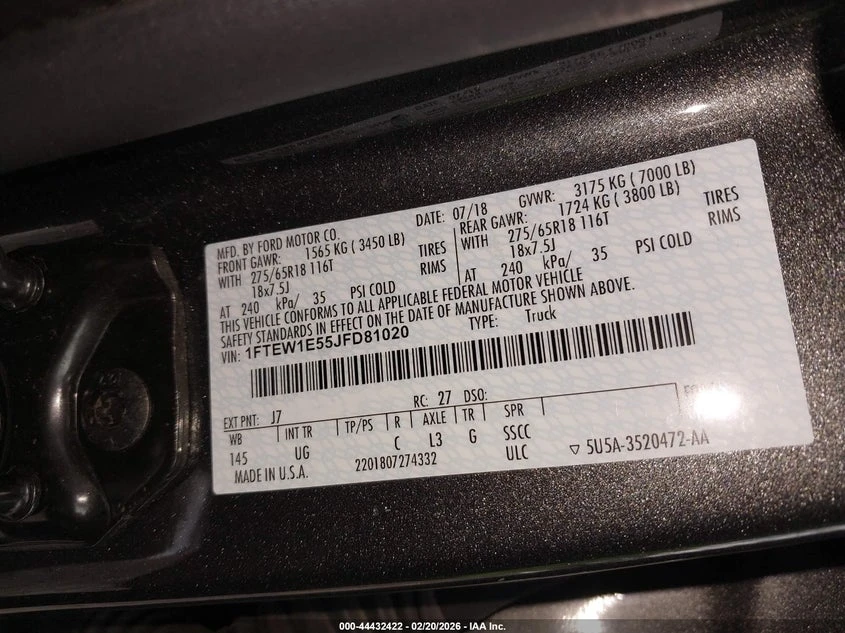 MFD. BY FORD MOTOR CO. DATE: 07/18 GVWR: 3175 KG ( 7000 LB)
FRONT GAWR: 1565 KG ( 3450 LB) REAR GAWR: 1724 KG ( 3800 LB)
WITH 275/65R18 116T TIRES WITH 275/65R18 116T TIRES
18x7.5J RIMS 18x7.5J RIMS
AT 240 kPa/ 35 PSI COLD AT 240 kPa/ 35 PSI COLD
THIS VEHICLE CONFORMS TO ALL APPLICABLE FEDERAL MOTOR VEHICLE
SAFETY STANDARDS IN EFFECT ON THE DATE OF MANUFACTURE SHOWN ABOVE.
VIN: 1FTEW1E55JFD81020 TYPE: Truck
EXT PNT: J7 RC: 27 DSO:
WB INT TR TP/PS R AXLE TR SPR
145 UG C L3 G SSCC
MADE IN U.S.A. 2201807274332 ULC ▽ 5U5A-3520472-AA
000-44432422 - 02/20/2026 - IAA Inc.